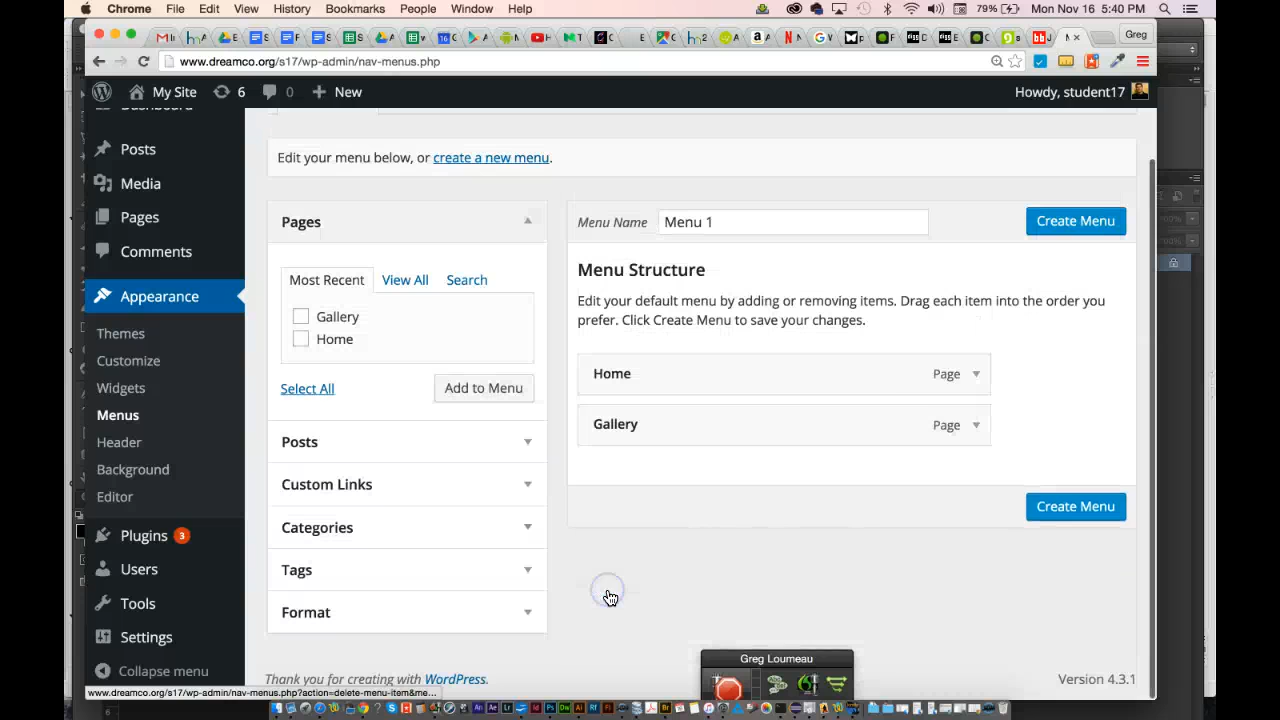 Chrome File Edit View History Bookmarks People Window Help 79% Mon Nov 16 5:40 PM
Greg
www.dreamco.org/s17/wp-admin/nav-menus.php
My Site 6 0 New Howdy, student17
Dashboard
Posts
Media
Pages
Comments
Appearance
Themes
Customize
Widgets
Menus
Header
Background
Editor
Plugins 3
Users
Tools
Settings
Collapse menu
Edit your menu below, or create a new menu.
Pages
Most Recent View All Search
Gallery
Home
Select All Add to Menu
Posts
Custom Links
Categories
Tags
Format
Menu Name Menu 1 Create Menu
Menu Structure
Edit your default menu by adding or removing items. Drag each item into the order you
prefer. Click Create Menu to save your changes.
Home Page
Gallery Page
Create Menu
Greg Loumeau
Thank you for creating with WordPress. Version 4.3.1
www.dreamco.org/s17/wp-admin/nav-menus.php?action=delete-menu-item&me...